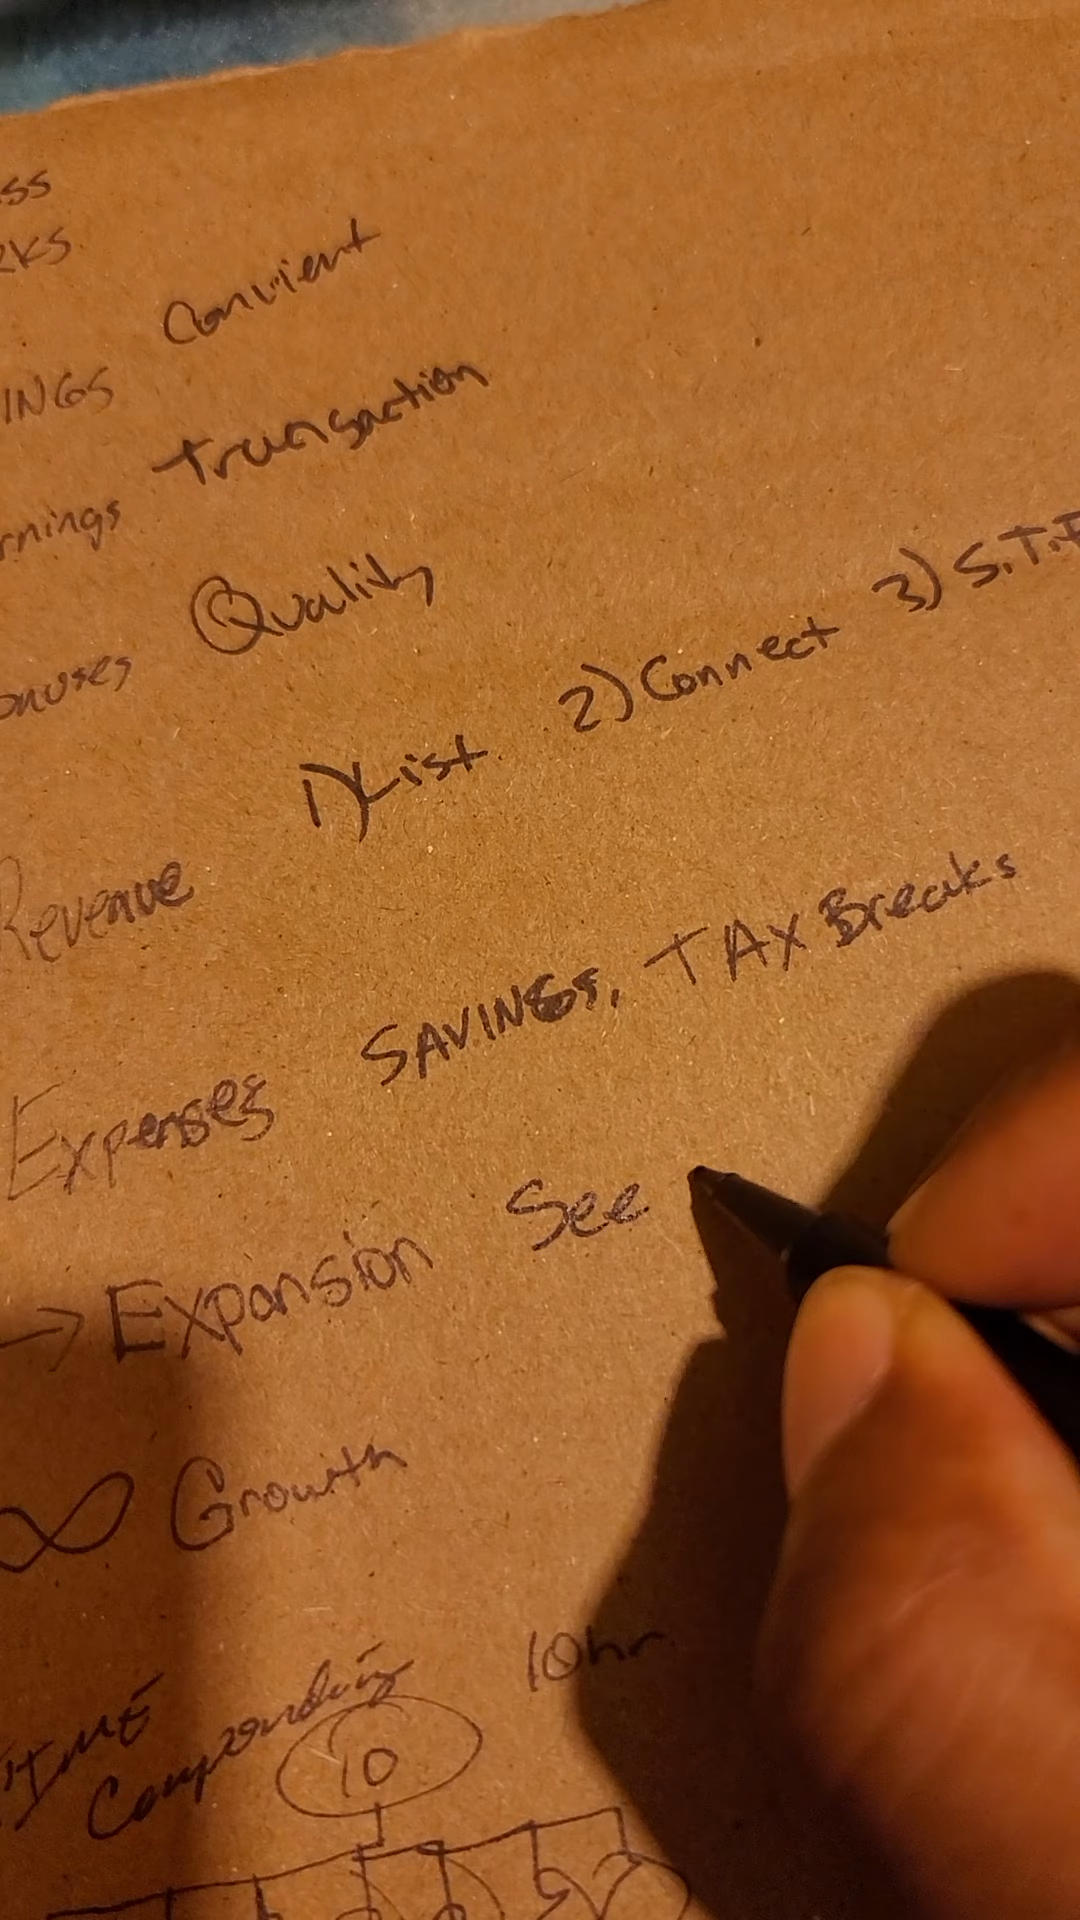 ss
RKS
Convient
INGS
Transaction
rnings
Quality
onuses
1) List 2) Connect 3) S.T.P
Revenue
SAVINGS, TAX Breaks
Expenses
→ Expansion See
∞ Growth
TIME
Compounding 10hr
10